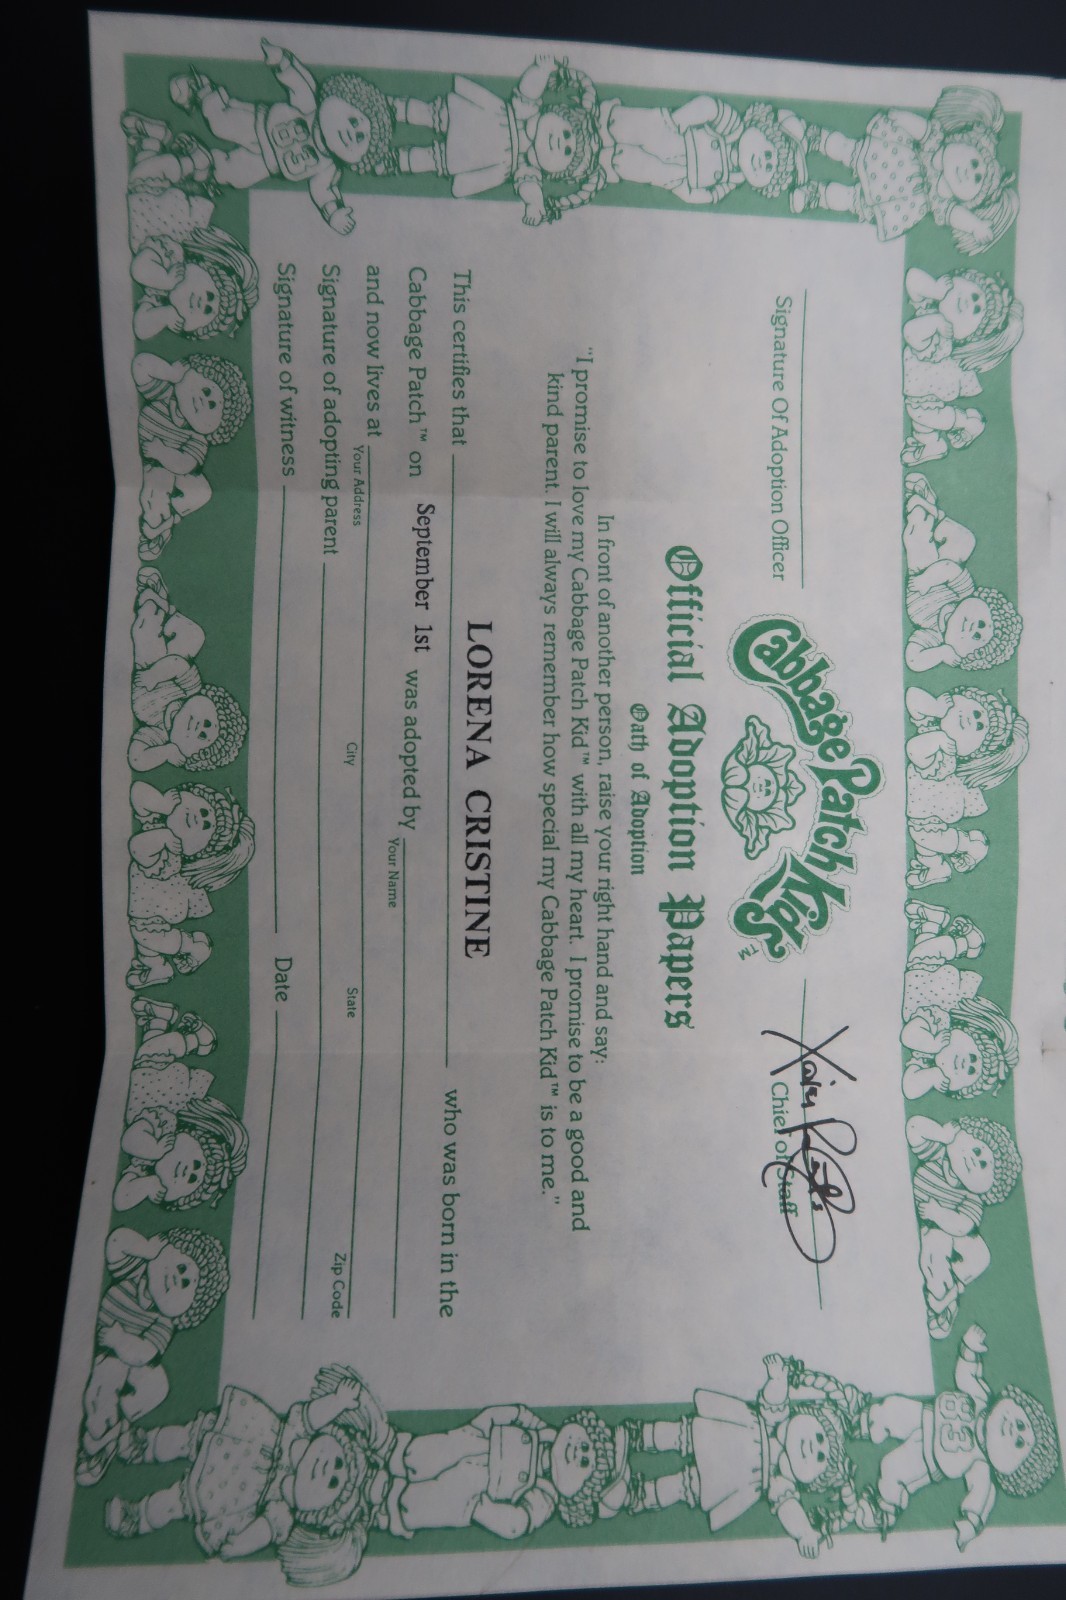 Cabbage Patch Kids™
Signature Of Adoption Officer
Chief of Staff
Official Adoption Papers
Oath of Adoption
In front of another person, raise your right hand and say:
"I promise to love my Cabbage Patch Kid™ with all my heart. I promise to be a good and
kind parent. I will always remember how special my Cabbage Patch Kid™ is to me."
This certifies that LORENA CRISTINE who was born in the
Cabbage Patch™ on September 1st was adopted by
Your Name
and now lives at
Your Address City State Zip Code
Signature of adopting parent
Signature of witness Date
83
83